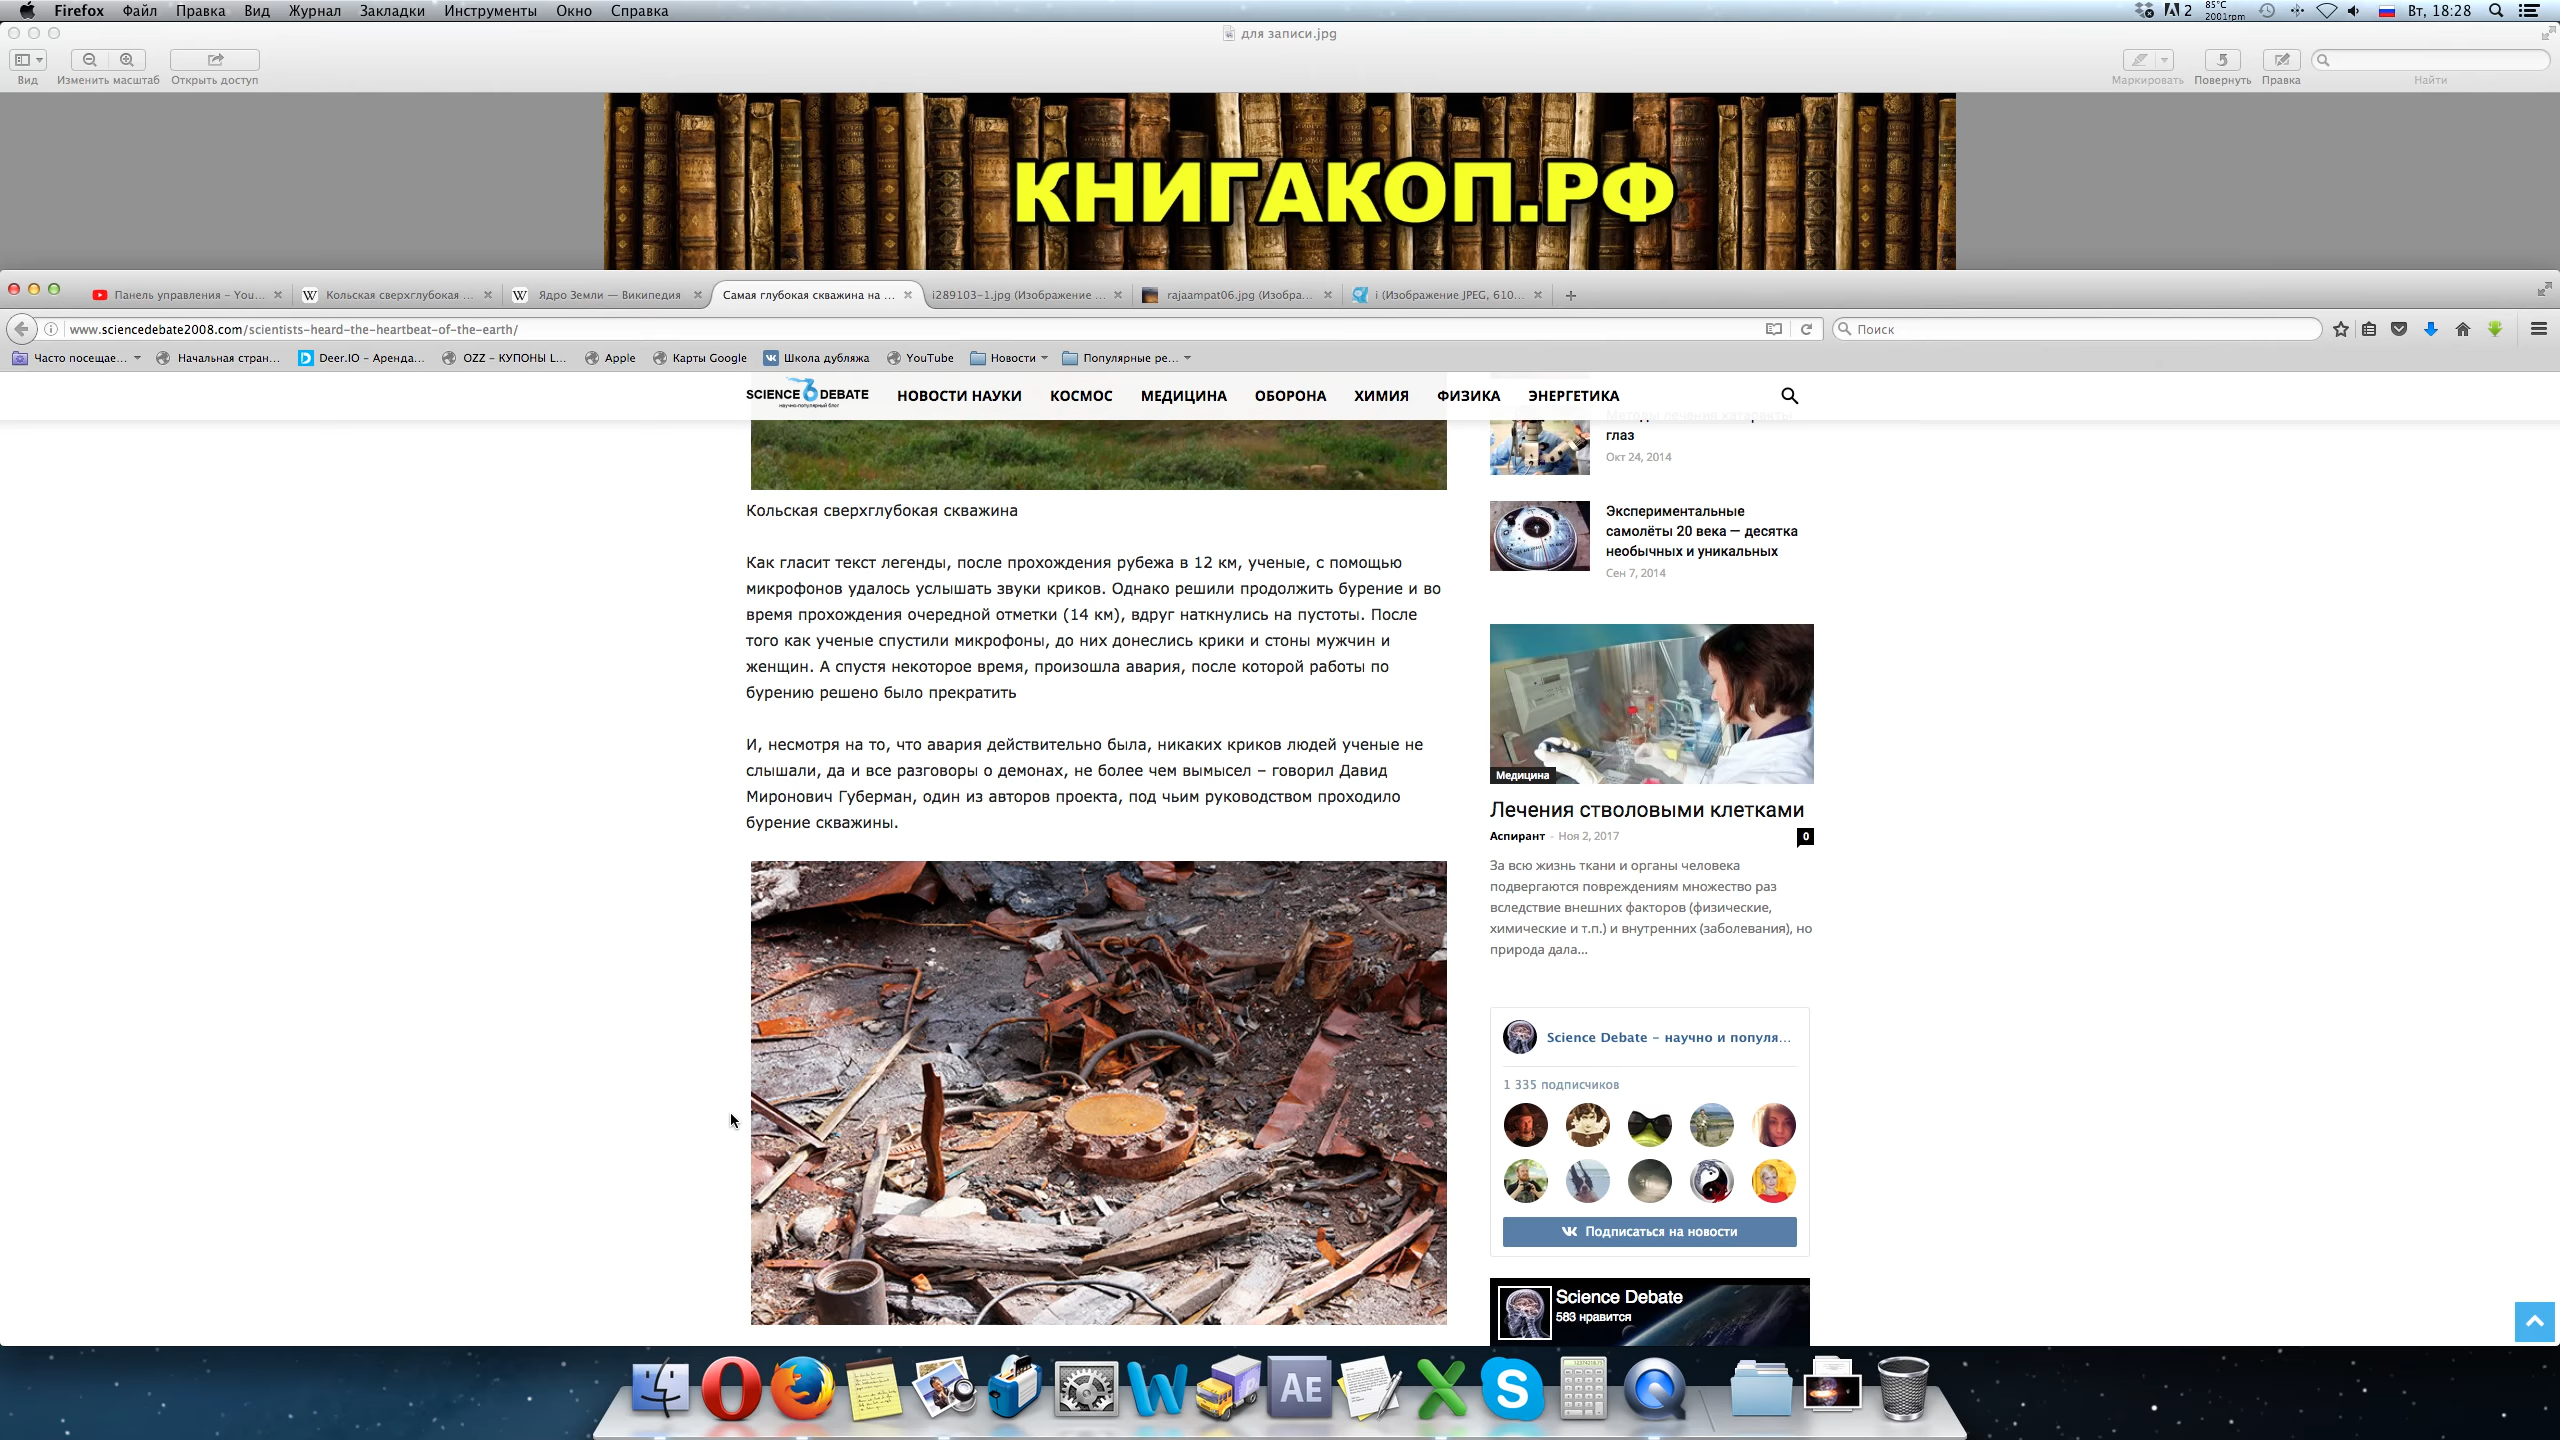 Firefox Файл Правка Вид Журнал Закладки Инструменты Окно Справка
2 85°C 2001rpm Вт, 18:28
для записи.jpg
Вид Изменить масштаб Открыть доступ
Маркировать Повернуть Правка Найти
КНИГАКОП.РФ
Панель управления – You...
Кольская сверхглубокая ...
Ядро Земли — Википедия
Самая глубокая скважина на ...
i289103-1.jpg (Изображение ...
rajaampat06.jpg (Изобра...
i (Изображение JPEG, 610...
www.sciencedebate2008.com/scientists-heard-the-heartbeat-of-the-earth/
Поиск
Часто посещае...
Начальная стран...
Deer.IO – Аренда...
OZZ – КУПОНЫ L...
Apple
Карты Google
Школа дубляжа
YouTube
Новости
Популярные ре...
SCIENCE DEBATE
научно-популярный блог
НОВОСТИ НАУКИ КОСМОС МЕДИЦИНА ОБОРОНА ХИМИЯ ФИЗИКА ЭНЕРГЕТИКА
Кольская сверхглубокая скважина
Как гласит текст легенды, после прохождения рубежа в 12 км, ученые, с помощью
микрофонов удалось услышать звуки криков. Однако решили продолжить бурение и во
время прохождения очередной отметки (14 км), вдруг наткнулись на пустоты. После
того как ученые спустили микрофоны, до них донеслись крики и стоны мужчин и
женщин. А спустя некоторое время, произошла авария, после которой работы по
бурению решено было прекратить
И, несмотря на то, что авария действительно была, никаких криков людей ученые не
слышали, да и все разговоры о демонах, не более чем вымысел – говорил Давид
Миронович Губерман, один из авторов проекта, под чьим руководством проходило
бурение скважины.
глаз
Окт 24, 2014
Экспериментальные
самолёты 20 века — десятка
необычных и уникальных
Сен 7, 2014
Медицина
Лечения стволовыми клетками
Аспирант - Ноя 2, 2017
0
За всю жизнь ткани и органы человека
подвергаются повреждениям множество раз
вследствие внешних факторов (физические,
химические и т.п.) и внутренних (заболевания), но
природа дала...
Science Debate – научно и популя...
1 335 подписчиков
Подписаться на новости
Science Debate
583 нравится
AE